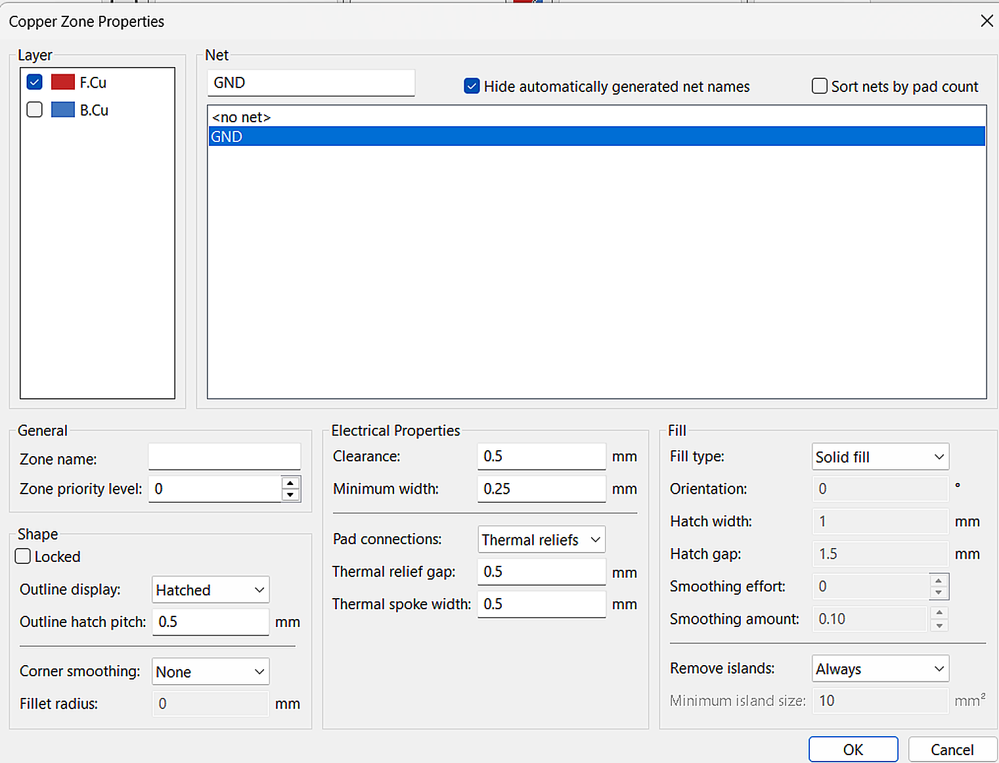 Copper Zone Properties
Layer
F.Cu
B.Cu
Net
GND
Hide automatically generated net names
Sort nets by pad count
<no net>
GND
General
Zone name:
Zone priority level: 0
Shape
Locked
Outline display: Hatched
Outline hatch pitch: 0.5 mm
Corner smoothing: None
Fillet radius: 0 mm
Electrical Properties
Clearance: 0.5 mm
Minimum width: 0.25 mm
Pad connections: Thermal reliefs
Thermal relief gap: 0.5 mm
Thermal spoke width: 0.5 mm
Fill
Fill type: Solid fill
Orientation: 0 °
Hatch width: 1 mm
Hatch gap: 1.5 mm
Smoothing effort: 0
Smoothing amount: 0.10
Remove islands: Always
Minimum island size: 10 mm²
OK
Cancel